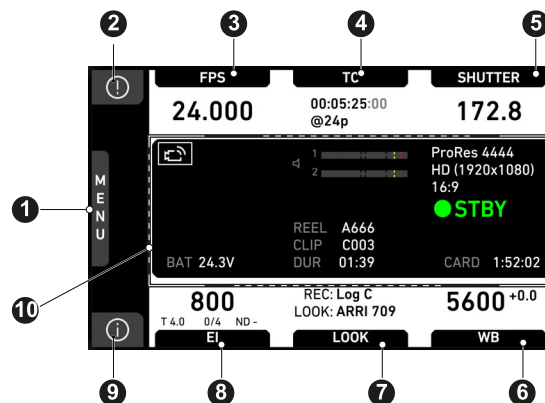 2 3 4 5
FPS TC SHUTTER
24.000 00:05:25:00 172.8
@24p
1 ProRes 4444
2 HD (1920x1080)
16:9
STBY
1 MENU
REEL A666
CLIP C003
BAT 24.3V DUR 01:39 CARD 1:52:02
10
800 REC: Log C 5600 +0.0
T 4.0 0/4 ND - LOOK: ARRI 709
EI LOOK WB
9 8 7 6